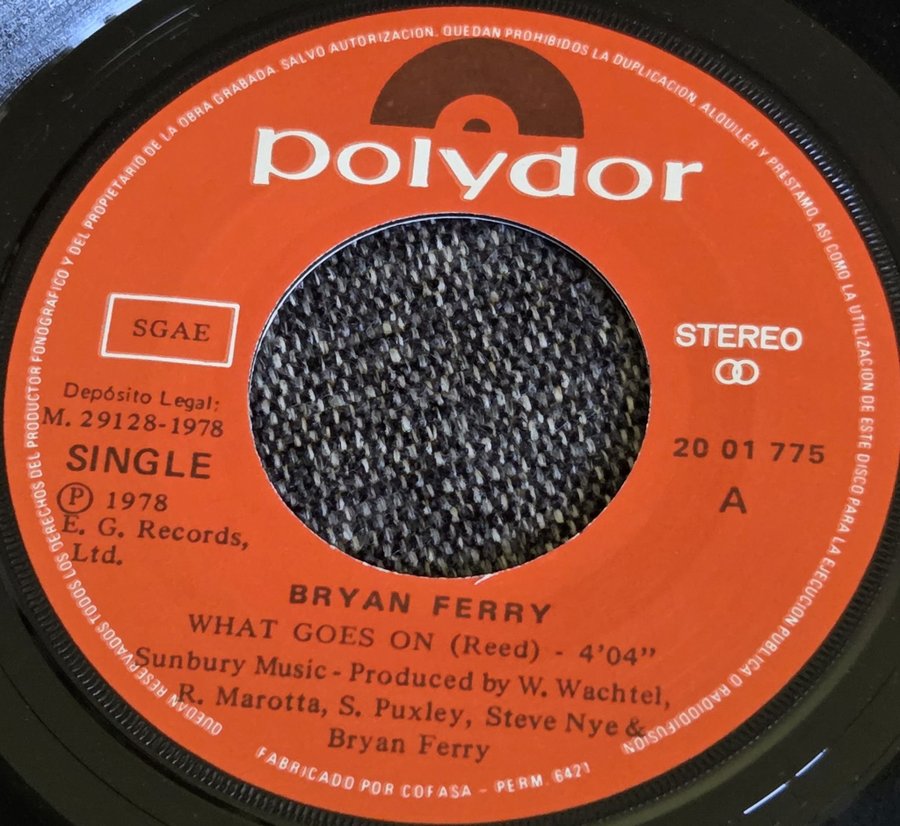 QUEDAN RESERVADOS TODOS LOS DERECHOS DEL PRODUCTOR FONOGRAFICO Y DEL PROPIETARIO DE LA OBRA GRABADA. SALVO AUTORIZACION, QUEDAN PROHIBIDOS LA DUPLICACION, ALQUILER Y PRESTAMO, ASI COMO LA UTILIZACION DE ESTE DISCO PARA LA EJECUCION PUBLICA O RADIODIFUSION
polydor
SGAE
STEREO
Depósito Legal:
M. 29128-1978
SINGLE
Ⓟ 1978
E. G. Records,
Ltd.
20 01 775
A
BRYAN FERRY
WHAT GOES ON (Reed) - 4'04"
Sunbury Music - Produced by W. Wachtel,
R. Marotta, S. Puxley, Steve Nye &
Bryan Ferry
FABRICADO POR COFASA - PERM. 6421